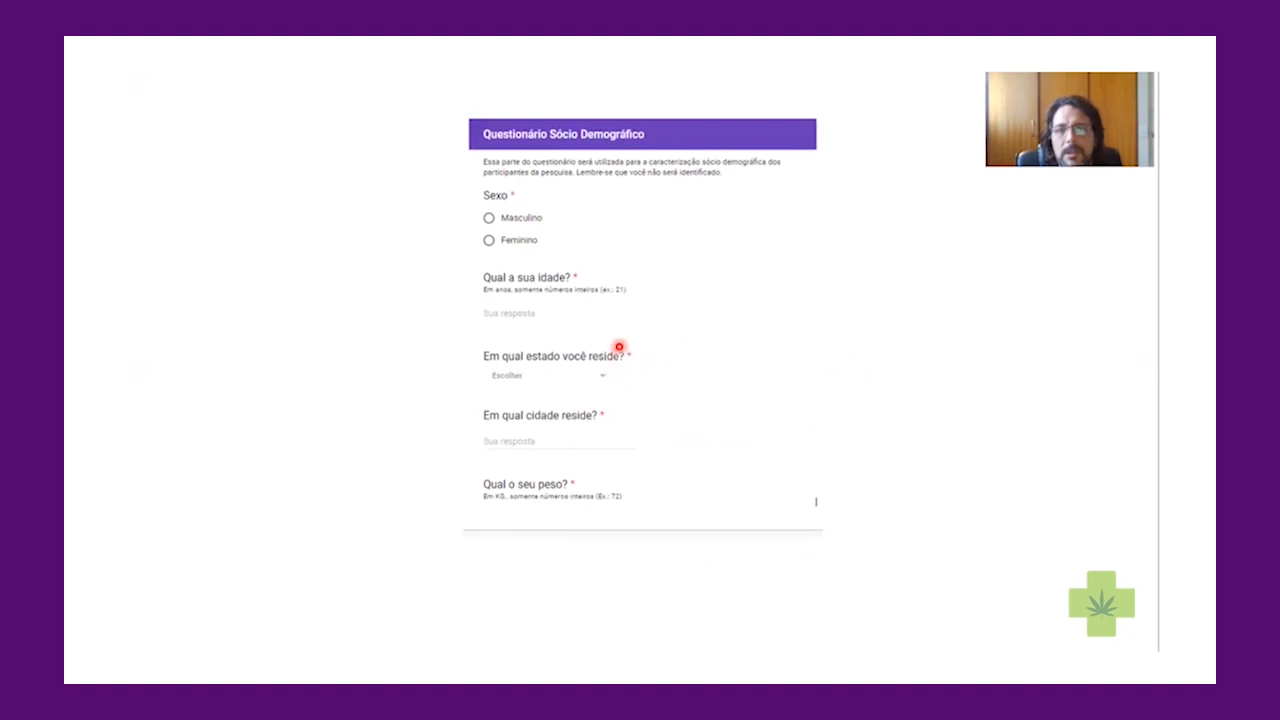 Questionário Sócio Demográfico
Essa parte do questionário será utilizada para a caracterização sócio demográfica dos
participantes da pesquisa. Lembre-se que você não será identificado.
Sexo *
Masculino
Feminino
Qual a sua idade? *
Em anos, somente números inteiros (ex.: 21)
Sua resposta
Em qual estado você reside? *
Escolher
Em qual cidade reside? *
Sua resposta
Qual o seu peso? *
Em KG., somente números inteiros (Ex.: 72)